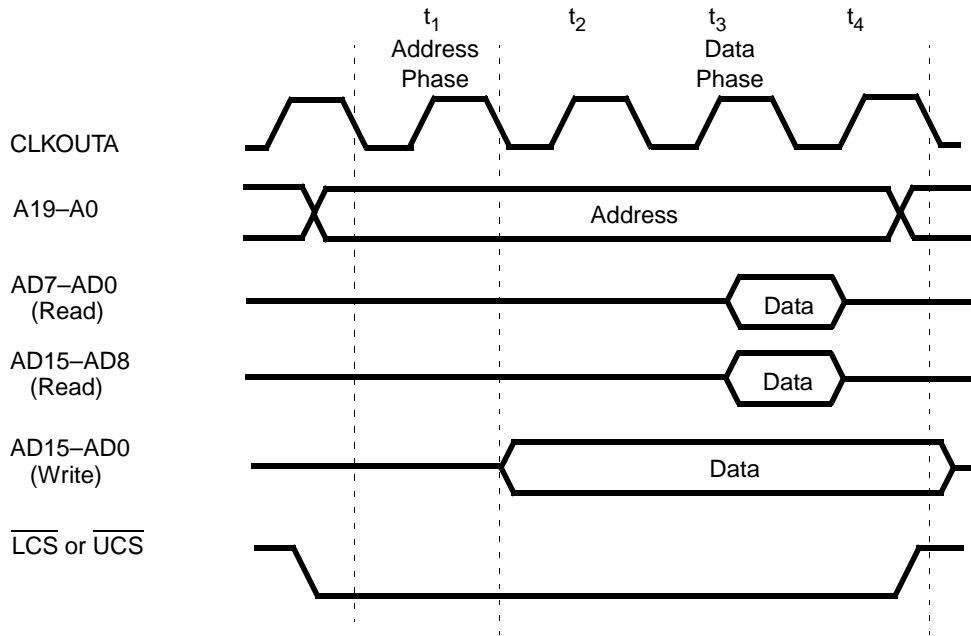 t1 t2 t3 t4
Address Data
Phase Phase
CLKOUTA
A19–A0 Address
AD7–AD0
(Read) Data
AD15–AD8
(Read) Data
AD15–AD0
(Write) Data
LCS or UCS